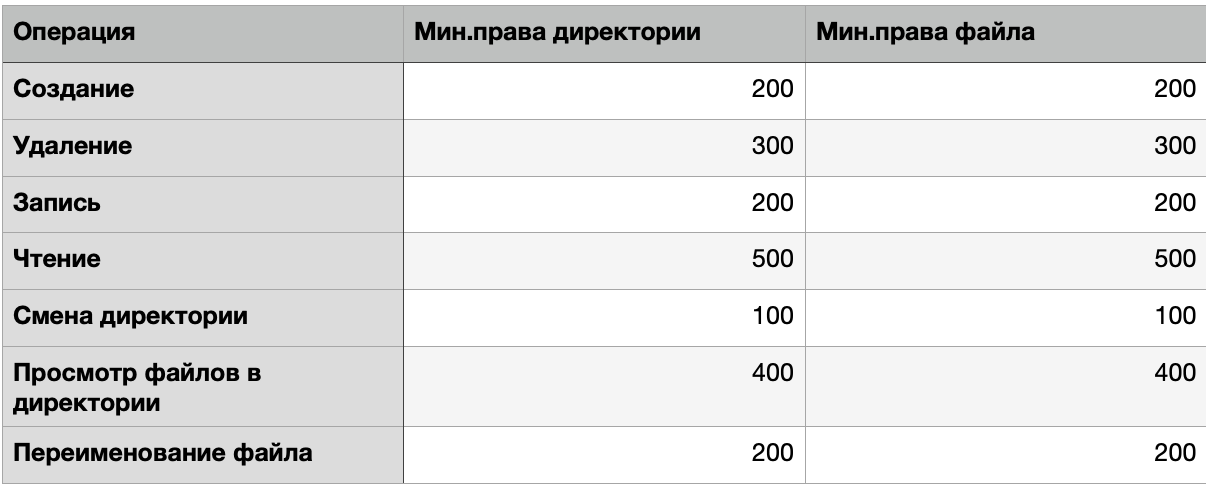 Операция Мин.права директории Мин.права файла
Создание 200 200
Удаление 300 300
Запись 200 200
Чтение 500 500
Смена директории 100 100
Просмотр файлов в 400 400
директории
Переименование файла 200 200